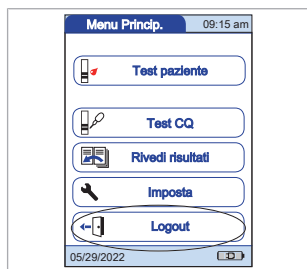 Menu Princip. 09:15 am
Test paziente
Test CQ
Rivedi risultati
Imposta
Logout
05/29/2022